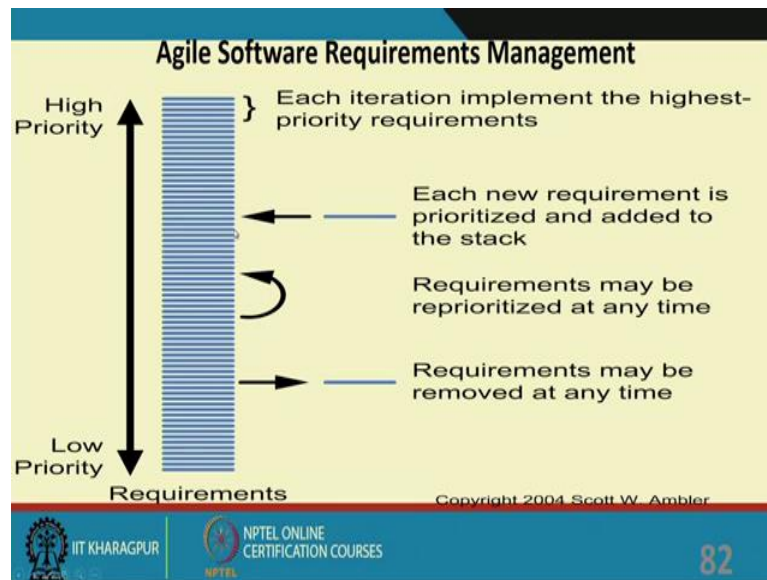 Agile Software Requirements Management
High
Priority
}
Each iteration implement the highest-
priority requirements
Each new requirement is
prioritized and added to
the stack
Requirements may be
reprioritized at any time
Requirements may be
removed at any time
Low
Priority
Requirements
Copyright 2004 Scott W. Ambler
IIT KHARAGPUR
NPTEL
NPTEL ONLINE
CERTIFICATION COURSES
82